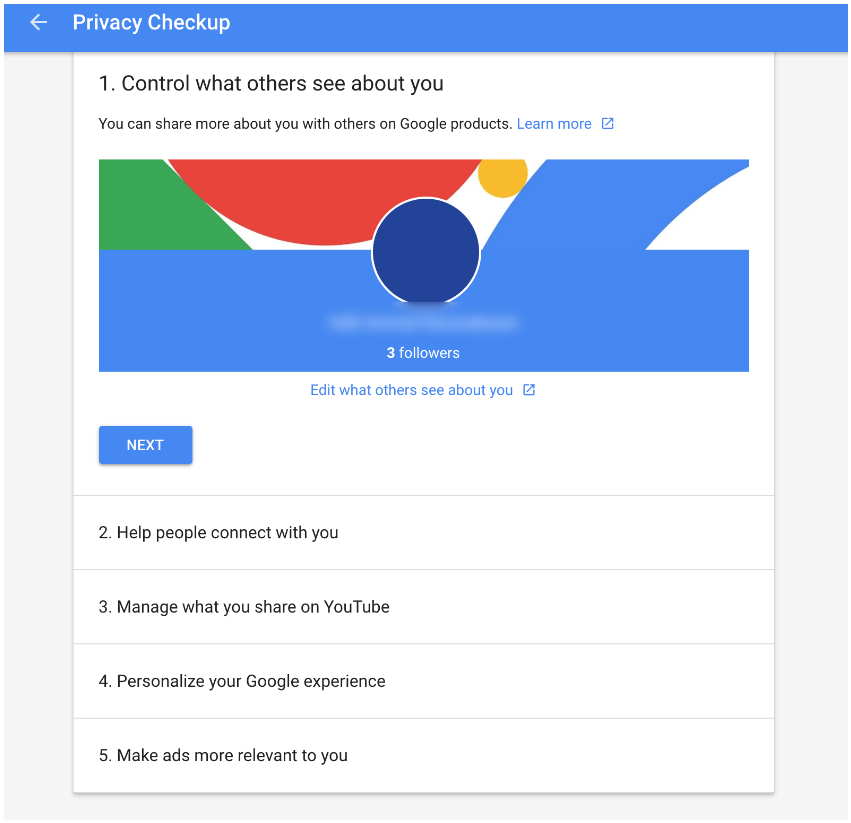 Privacy Checkup
1. Control what others see about you
You can share more about you with others on Google products. Learn more
3 followers
Edit what others see about you
NEXT
2. Help people connect with you
3. Manage what you share on YouTube
4. Personalize your Google experience
5. Make ads more relevant to you